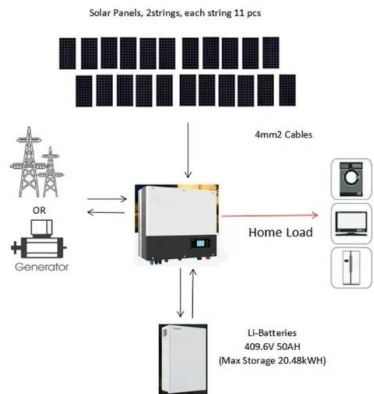 Solar Panels, 2strings, each string 11 pcs
4mm2 Cables
OR
Generator
Home Load
Li-Batteries
409.6V 50AH
(Max Storage 20.48kWH)